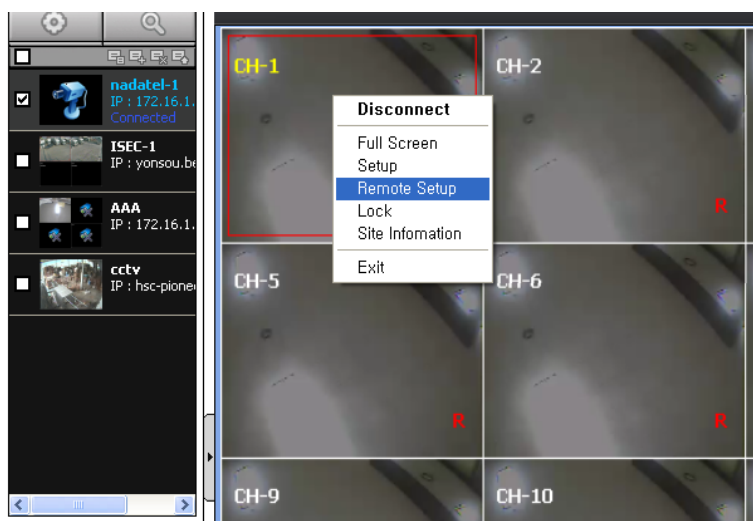 nadatel-1
IP : 172.16.1.
Connected
ISEC-1
IP : yonsou.be
AAA
IP : 172.16.1.
cctv
IP : hsc-pionee
CH-1
CH-2
R
Disconnect
Full Screen
Setup
Remote Setup
Lock
Site Infomation
Exit
CH-5
CH-6
R
R
CH-9
CH-10